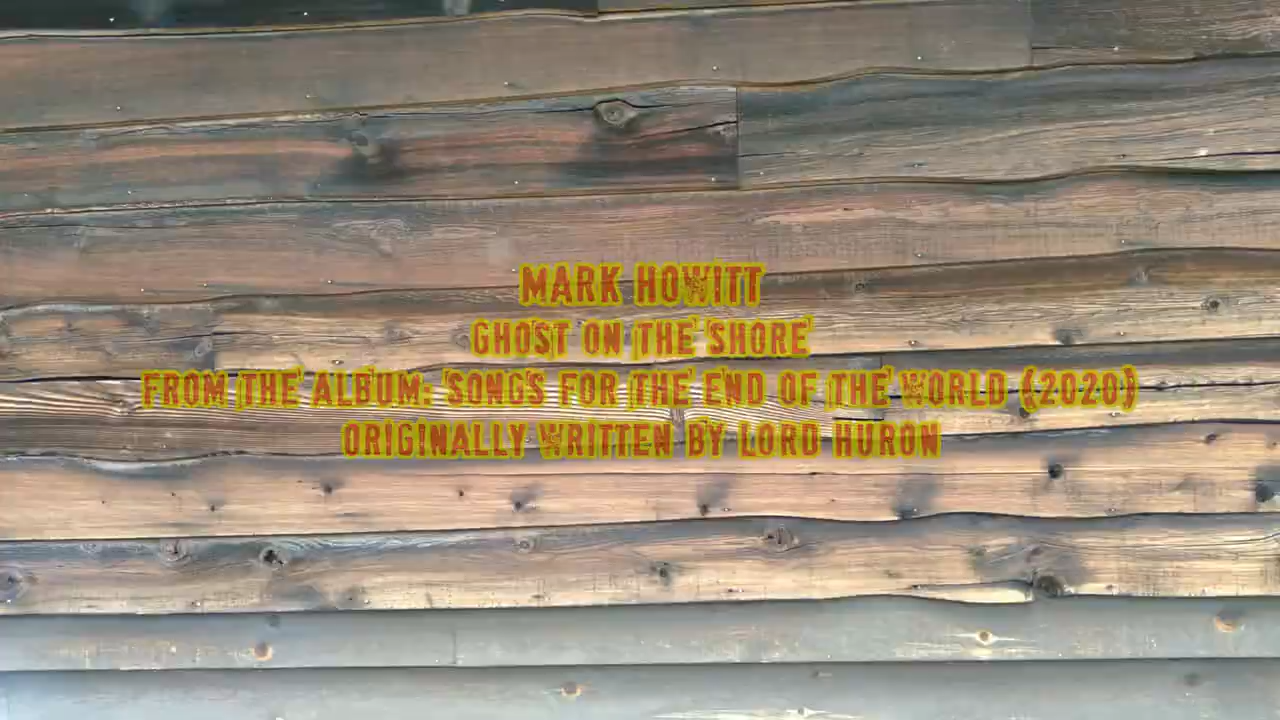 MARK HOWITT
GHOST ON THE SHORE
FROM THE ALBUM: SONGS FOR THE END OF THE WORLD (2020)
ORIGINALLY WRITTEN BY LORD HURON